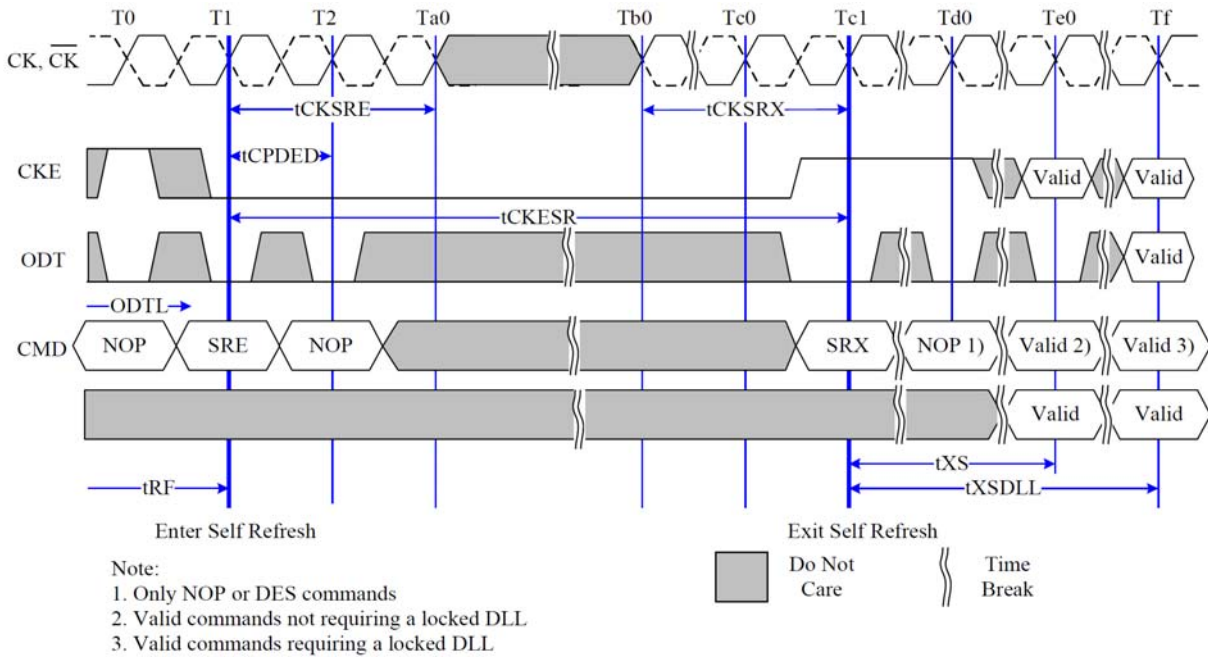 T0 T1 T2 Ta0 Tb0 Tc0 Tc1 Td0 Te0 Tf
CK, CK
tCKSRE tCKSRX
tCPDED
CKE Valid Valid
tCKESR
ODT Valid
ODTL
CMD NOP SRE NOP SRX NOP 1) Valid 2) Valid 3)
Valid Valid
tXS
tRF tXSDLL
Enter Self Refresh Exit Self Refresh
Do Not Care
Time Break
Note:
1. Only NOP or DES commands
2. Valid commands not requiring a locked DLL
3. Valid commands requiring a locked DLL